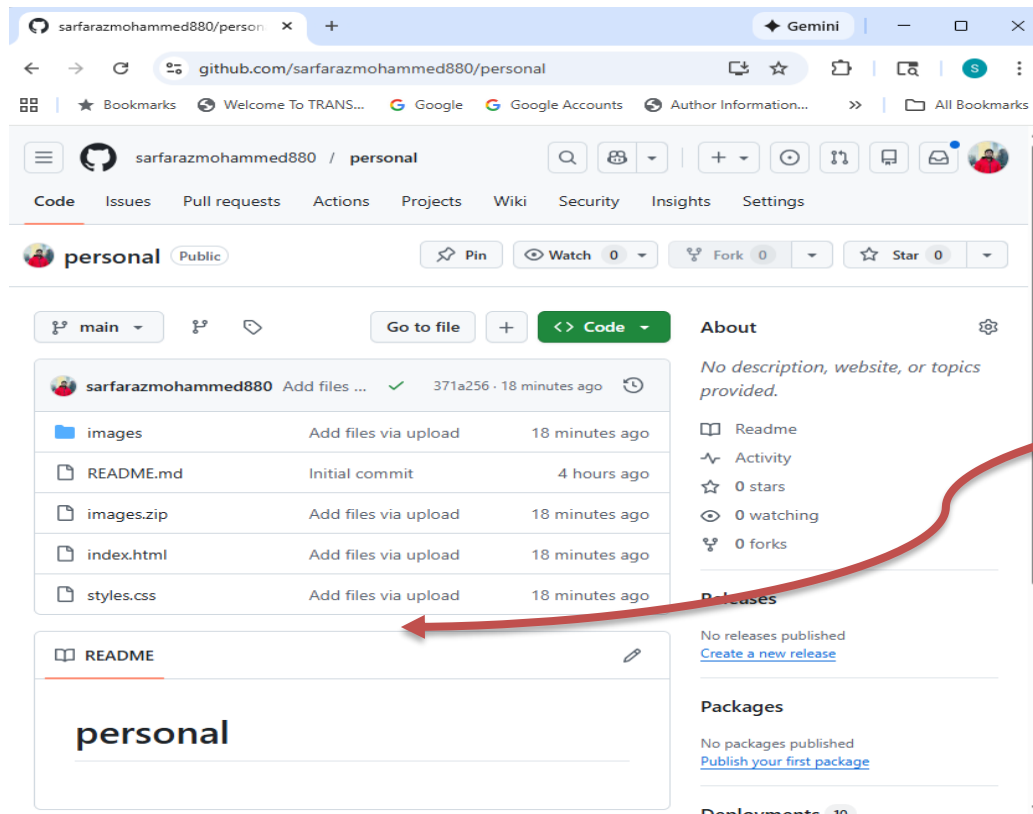 sarfarazmohammed880/person
Gemini
github.com/sarfarazmohammed880/personal
S
Bookmarks Welcome To TRANS... Google Google Accounts Author Information... » All Bookmarks
sarfarazmohammed880 / personal
Code Issues Pull requests Actions Projects Wiki Security Insights Settings
personal Public Pin Watch 0 Fork 0 Star 0
main Go to file + <> Code
About
sarfarazmohammed880 Add files ... 371a256 · 18 minutes ago
No description, website, or topics
provided.
images Add files via upload 18 minutes ago
README.md Initial commit 4 hours ago
images.zip Add files via upload 18 minutes ago
index.html Add files via upload 18 minutes ago
styles.css Add files via upload 18 minutes ago
Readme
Activity
0 stars
0 watching
0 forks
Releases
No releases published
Create a new release
README
personal
Packages
No packages published
Publish your first package
Deployments 10